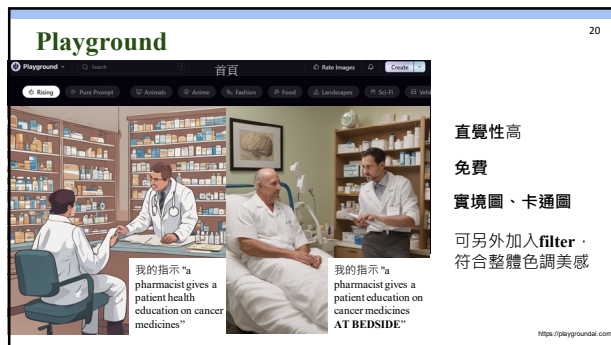 20
Playground
Playground
Search
首頁
Rate Images
Create
Rising
Pure Prompt
Animals
Anime
Fashion
Food
Landscapes
Sci-Fi
Vehi
我的指示 "a
pharmacist gives a
patient health
education on cancer
medicines”
我的指示 "a
pharmacist gives a
patient education on
cancer medicines
AT BEDSIDE”
直覺性高
免費
實境圖、卡通圖
可另外加入filter，
符合整體色調美感
https://playgroundai.com